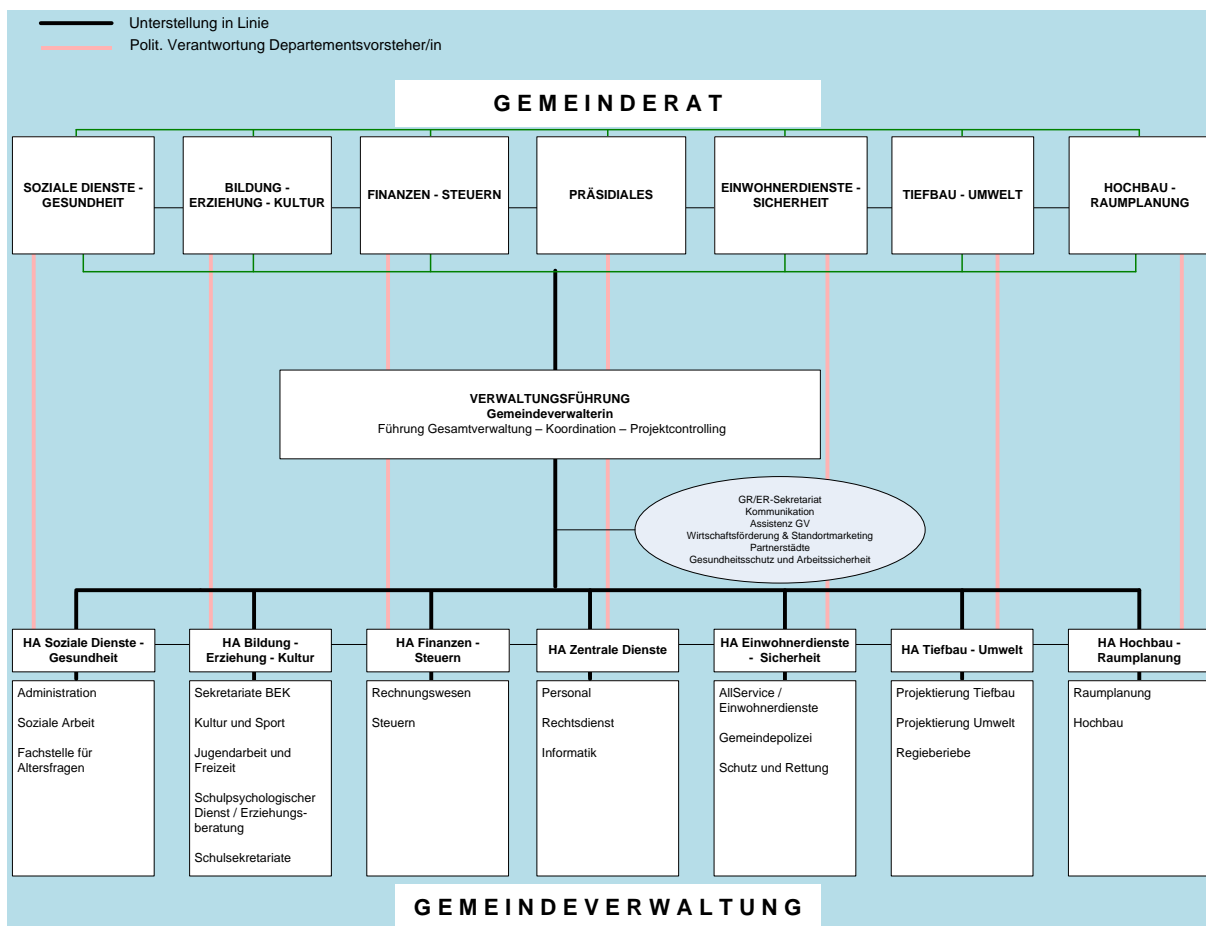 Unterstellung in Linie
Polit. Verantwortung Departementsvorsteher/in
GEMEINDERAT
SOZIALE DIENSTE -
GESUNDHEIT
BILDUNG -
ERZIEHUNG - KULTUR
FINANZEN - STEUERN
PRÄSIDIALES
EINWOHNERDIENSTE -
SICHERHEIT
TIEFBAU - UMWELT
HOCHBAU -
RAUMPLANUNG
VERWALTUNGSFÜHRUNG
Gemeindeverwalterin
Führung Gesamtverwaltung – Koordination – Projektcontrolling
GR/ER-Sekretariat
Kommunikation
Assistenz GV
Wirtschaftsförderung & Standortmarketing
Partnerstädte
Gesundheitsschutz und Arbeitssicherheit
HA Soziale Dienste -
Gesundheit
Administration
Soziale Arbeit
Fachstelle für
Altersfragen
HA Bildung -
Erziehung - Kultur
Sekretariate BEK
Kultur und Sport
Jugendarbeit und
Freizeit
Schulpsychologischer
Dienst / Erziehungs-
beratung
Schulsekretariate
HA Finanzen -
Steuern
Rechnungswesen
Steuern
HA Zentrale Dienste
Personal
Rechtsdienst
Informatik
HA Einwohnerdienste
- Sicherheit
AllService /
Einwohnerdienste
Gemeindepolizei
Schutz und Rettung
HA Tiefbau - Umwelt
Projektierung Tiefbau
Projektierung Umwelt
Regieberiebe
HA Hochbau -
Raumplanung
Raumplanung
Hochbau
GEMEINDEVERWALTUNG